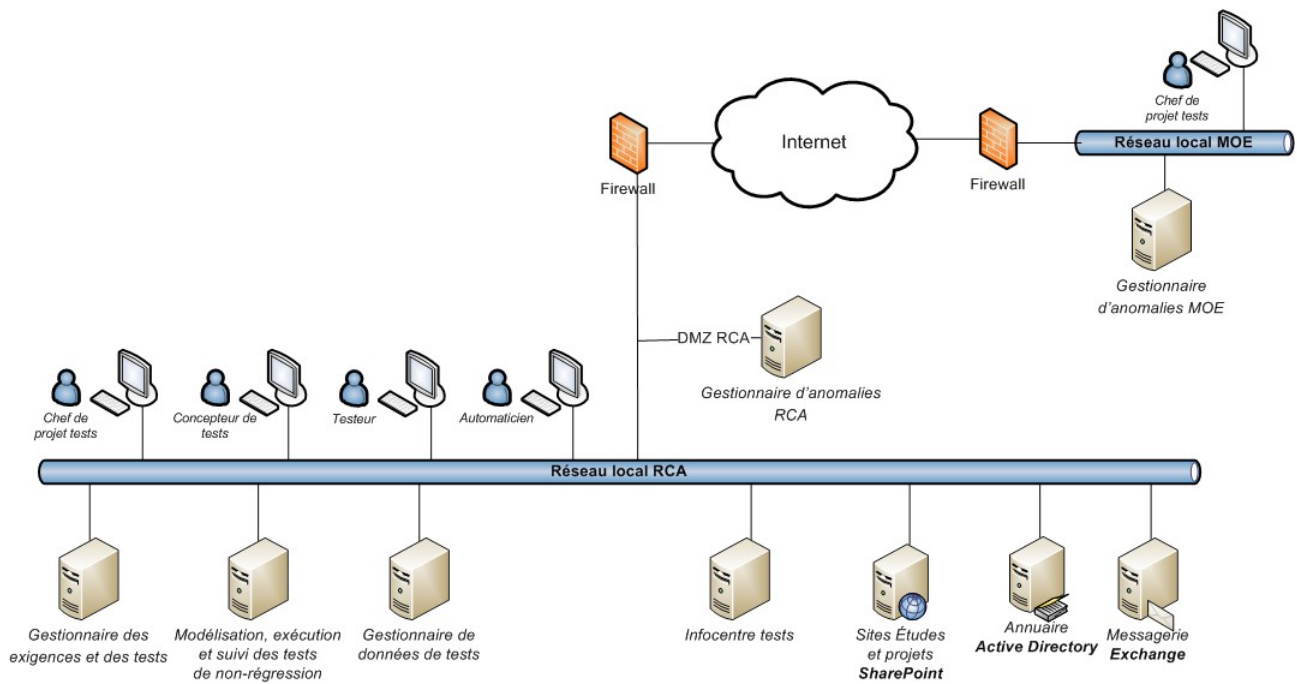 Chef de
projet tests
Internet
Réseau local MOE
Firewall
Firewall
Gestionnaire
d'anomalies MOE
DMZ RCA
Gestionnaire d'anomalies
RCA
Chef de
projet tests
Concepteur de
tests
Testeur
Automaticien
Réseau local RCA
Gestionnaire des
exigences et des tests
Modélisation, exécution
et suivi des tests
de non-régression
Gestionnaire de
données de tests
Infocentre tests
Sites Études
et projets
SharePoint
Annuaire
Active Directory
Messagerie
Exchange